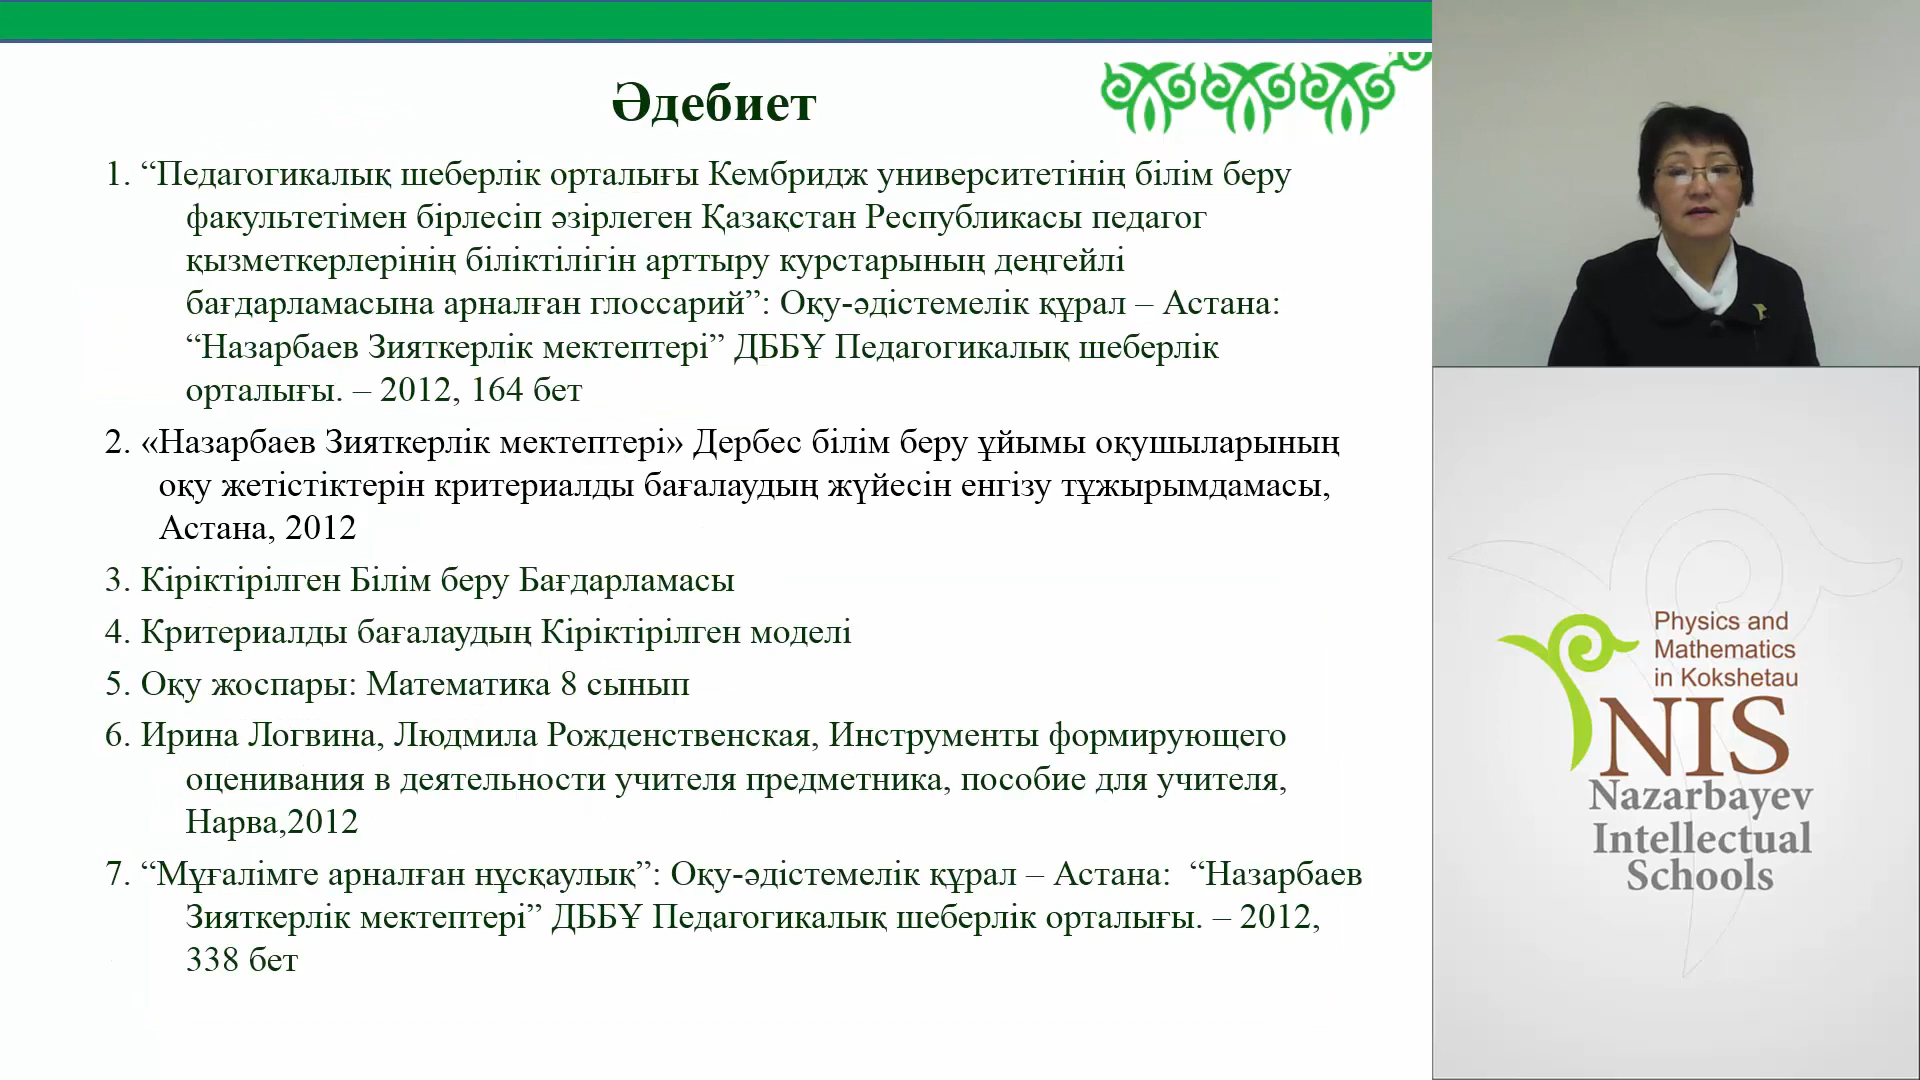 Әдебиет
1. “Педагогикалық шеберлік орталығы Кембридж университетінің білім беру
факультетімен бірлесіп әзірлеген Қазақстан Республикасы педагог
қызметкерлерінің біліктілігін арттыру курстарының деңгейлі
бағдарламасына арналған глоссарий”: Оқу-әдістемелік құрал – Астана:
“Назарбаев Зияткерлік мектептері” ДББҰ Педагогикалық шеберлік
орталығы. – 2012, 164 бет
2. «Назарбаев Зияткерлік мектептері» Дербес білім беру ұйымы оқушыларының
оқу жетістіктерін критериалды бағалаудың жүйесін енгізу тұжырымдамасы,
Астана, 2012
3. Кіріктірілген Білім беру Бағдарламасы
4. Критериалды бағалаудың Кіріктірілген моделі
5. Оқу жоспары: Математика 8 сынып
6. Ирина Логвина, Людмила Рожденственская, Инструменты формирующего
оценивания в деятельности учителя предметника, пособие для учителя,
Нарва,2012
7. “Мұғалімге арналған нұсқаулық”: Оқу-әдістемелік құрал – Астана:  “Назарбаев
Зияткерлік мектептері” ДББҰ Педагогикалық шеберлік орталығы. – 2012,
338 бет
Physics and
Mathematics
in Kokshetau
NIS
Nazarbayev
Intellectual
Schools